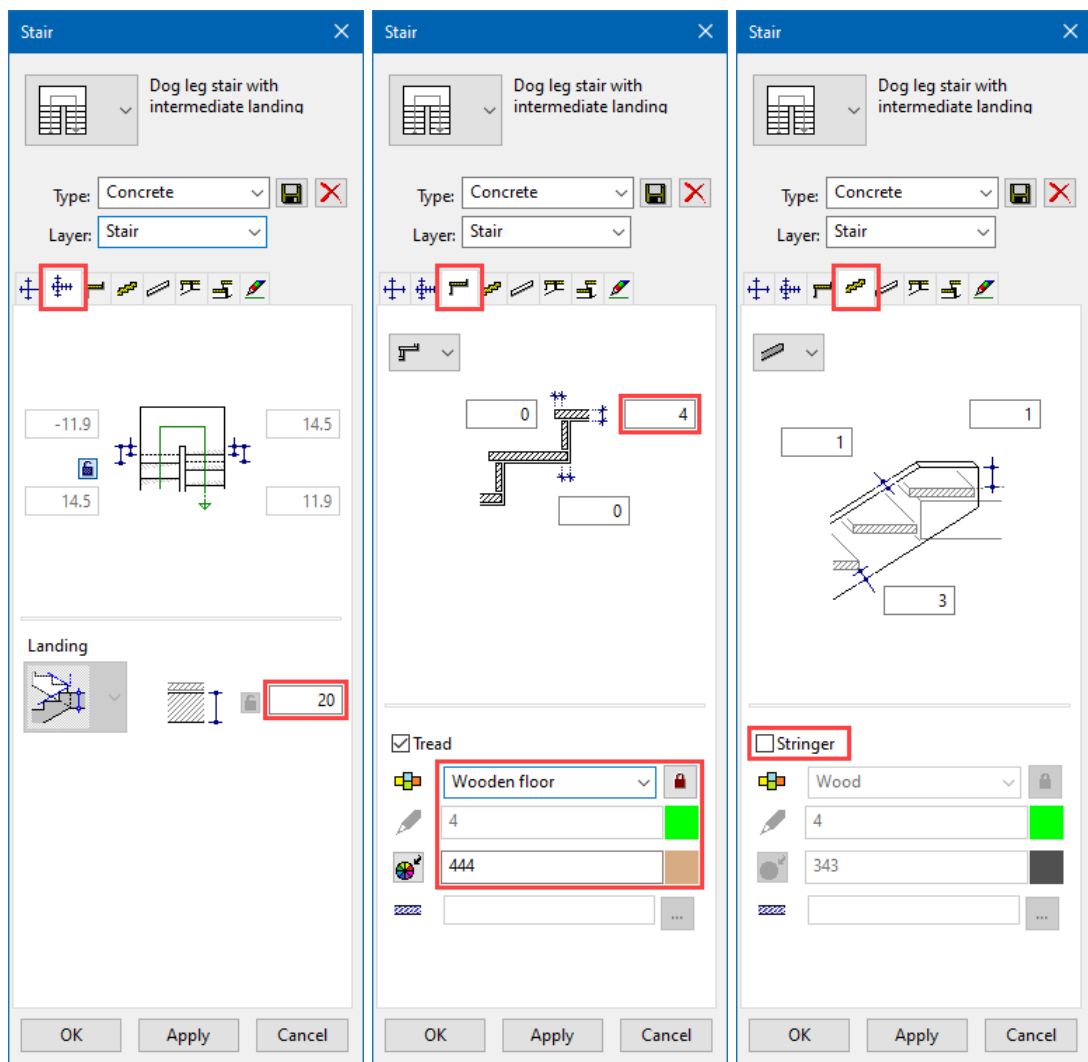 Stair
Dog leg stair with
intermediate landing
Type: Concrete
Layer: Stair
-11.9
14.5
14.5
11.9
Landing
20
OK Apply Cancel
Stair
Dog leg stair with
intermediate landing
Type: Concrete
Layer: Stair
0
4
0
Tread
Wooden floor
4
444
...
OK Apply Cancel
Stair
Dog leg stair with
intermediate landing
Type: Concrete
Layer: Stair
1
1
3
Stringer
Wood
4
343
...
OK Apply Cancel